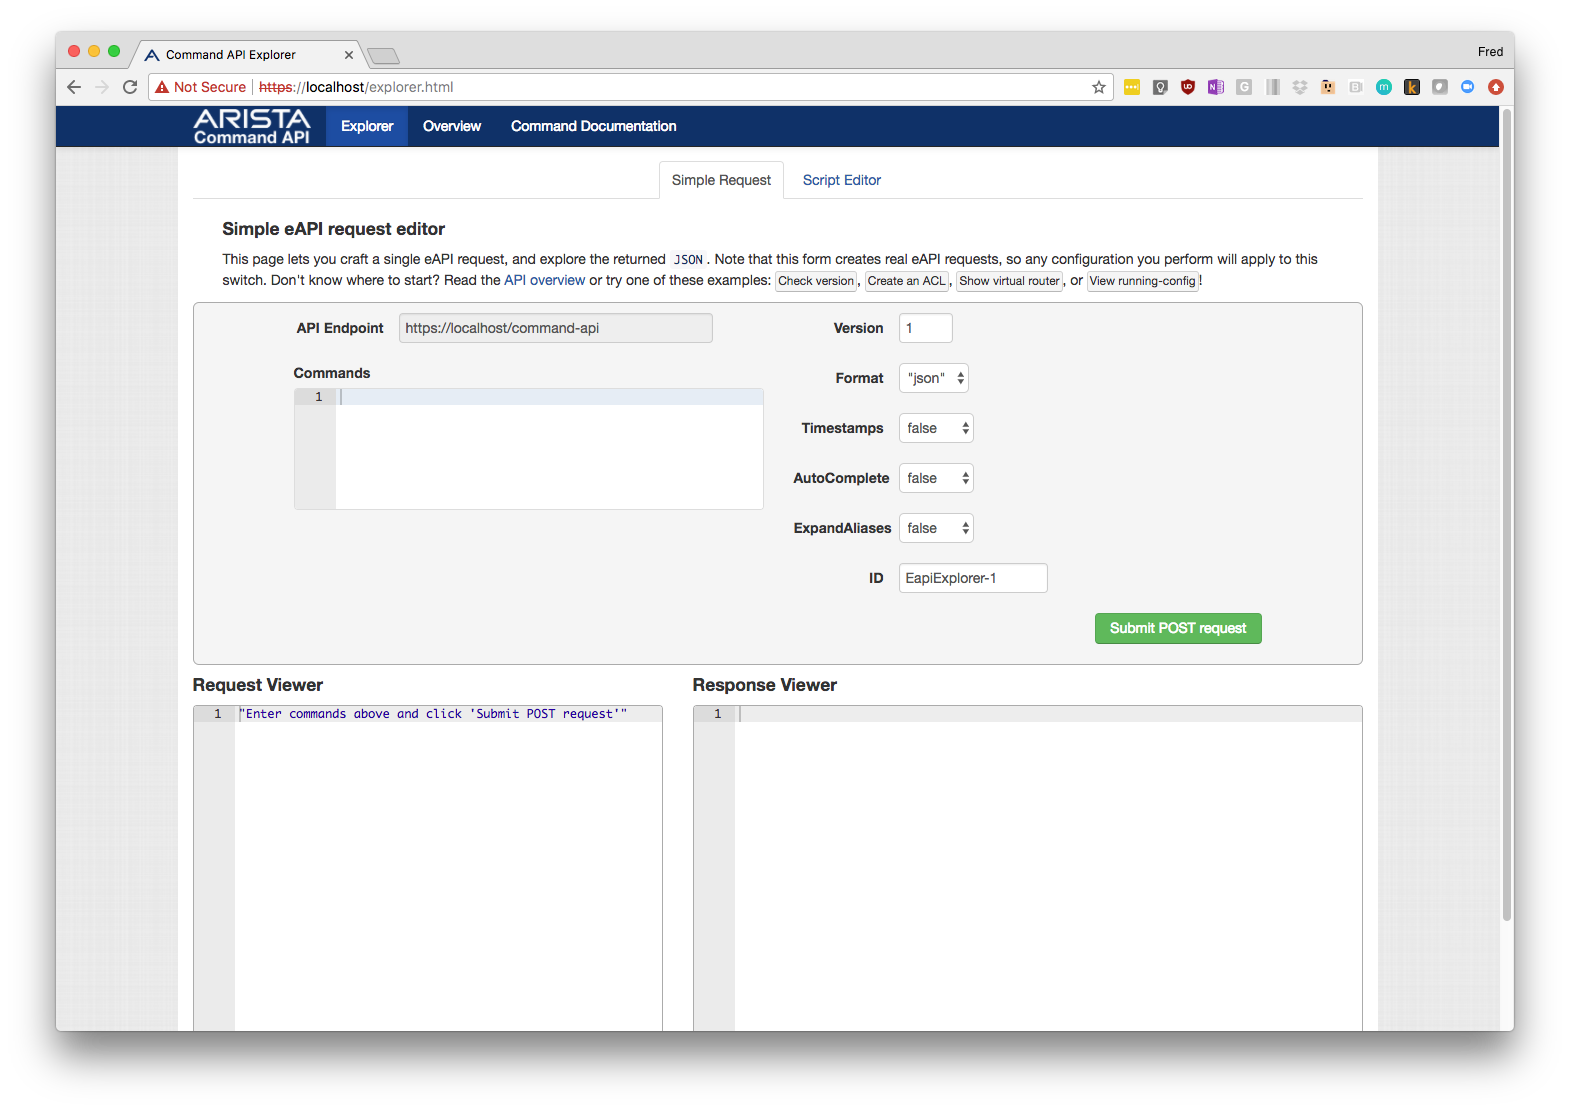 Command API Explorer
Fred
Not Secure https://localhost/explorer.html
ARISTA
Command API
Explorer Overview Command Documentation
Simple Request Script Editor
Simple eAPI request editor
This page lets you craft a single eAPI request, and explore the returned JSON. Note that this form creates real eAPI requests, so any configuration you perform will apply to this
switch. Don't know where to start? Read the API overview or try one of these examples: Check version, Create an ACL, Show virtual router, or View running-config!
API Endpoint https://localhost/command-api
Version 1
Commands
1
Format "json"
Timestamps false
AutoComplete false
ExpandAliases false
ID EapiExplorer-1
Submit POST request
Request Viewer
1 "Enter commands above and click 'Submit POST request'"
Response Viewer
1